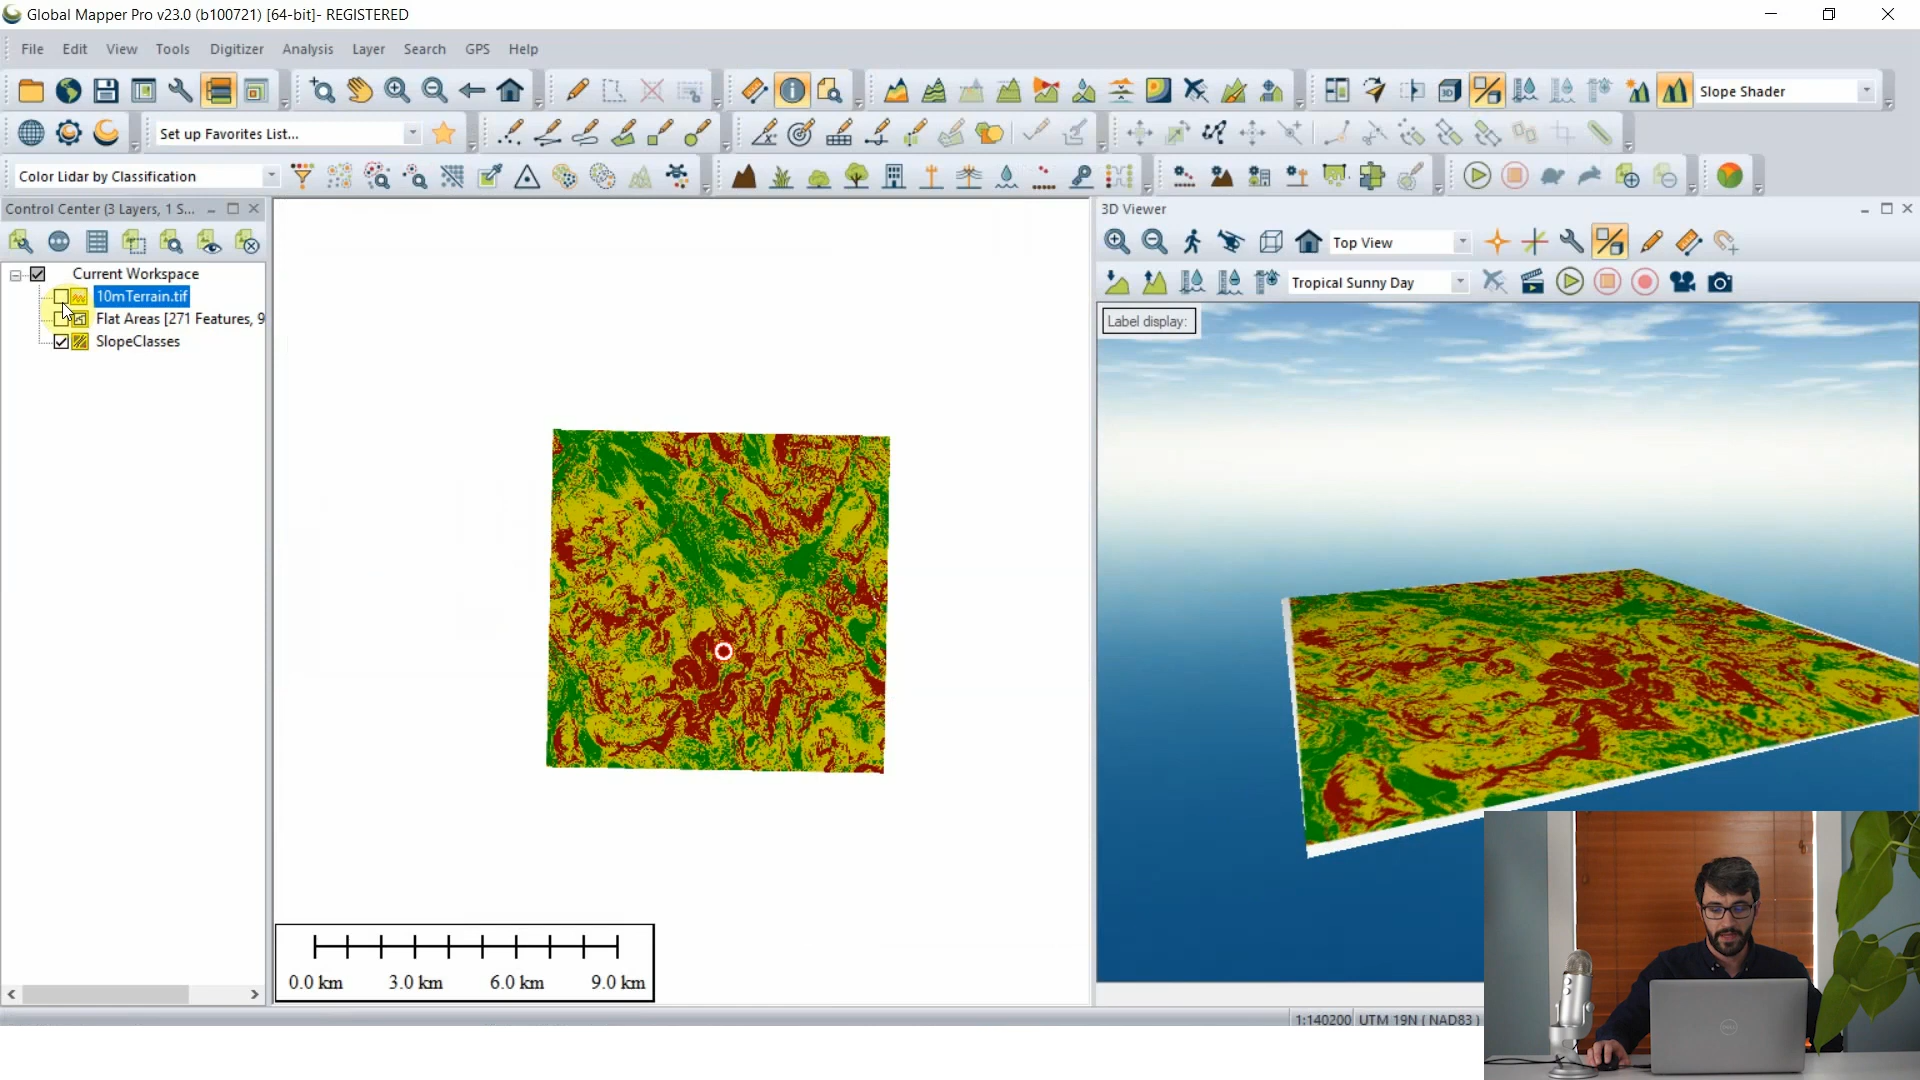 Global Mapper Pro v23.0 (b100721) [64-bit]- REGISTERED
File Edit View Tools Digitizer Analysis Layer Search GPS Help
Slope Shader
Set up Favorites List...
Color Lidar by Classification
Control Center (3 Layers, 1 S...
3D Viewer
Top View
Tropical Sunny Day
Current Workspace
10mTerrain.tif
Flat Areas [271 Features, 9
SlopeClasses
Label display:
0.0 km 3.0 km 6.0 km 9.0 km
1:140200 UTM 19N ( NAD83 )